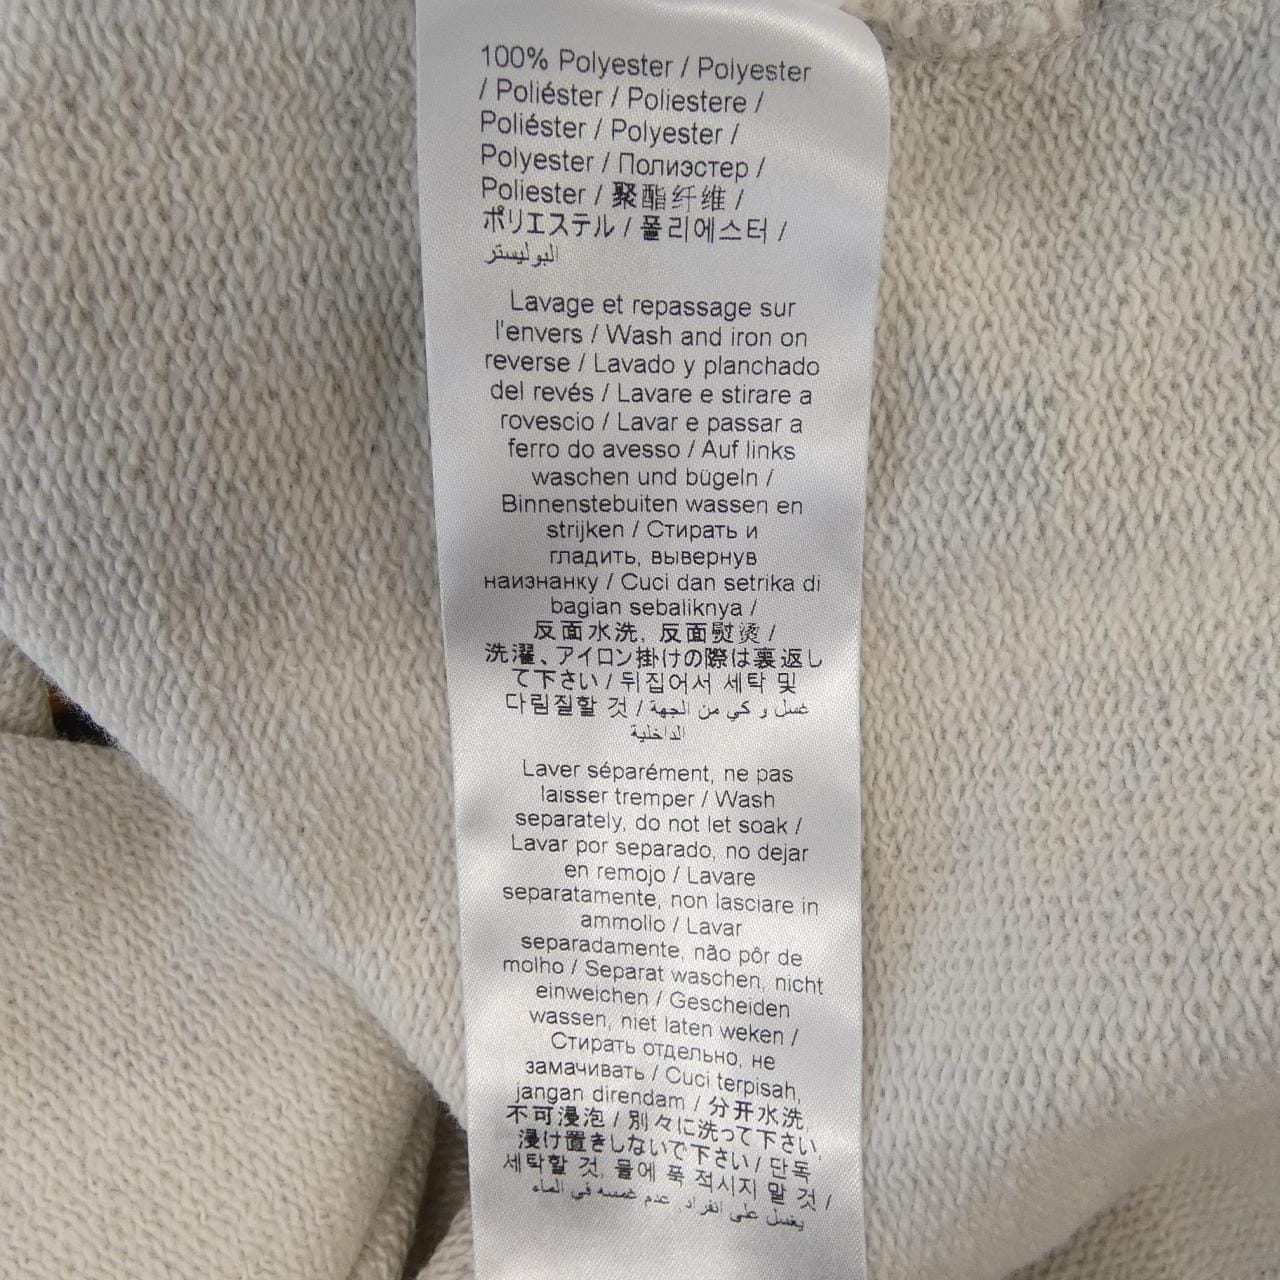 100% Polyester / Polyester
/ Poliéster / Poliestere /
Poliéster / Polyester /
Polyester / Полиэстер /
Poliester / 聚酯纤维 /
ポリエステル / 폴리에스터 /
البوليستر
Lavage et repassage sur
l'envers / Wash and iron on
reverse / Lavado y planchado
del revés / Lavare e stirare a
rovescio / Lavar e passar a
ferro do avesso / Auf links
waschen und bügeln /
Binnenstebuiten wassen en
strijken / Стирать и
гладить, вывернув
наизнанку / Cuci dan setrika di
bagian sebaliknya /
反面水洗, 反面熨烫 /
洗濯、アイロン掛けの際は裏返し
て下さい / 뒤집어서 세탁 및
다림질할 것 / غسل و كي من الجهة
الداخلية
Laver séparément, ne pas
laisser tremper / Wash
separately, do not let soak /
Lavar por separado, no dejar
en remojo / Lavare
separatamente, non lasciare in
ammollo / Lavar
separadamente, não pôr de
molho / Separat waschen, nicht
einweichen / Gescheiden
wassen, niet laten weken /
Стирать отдельно, не
замачивать / Cuci terpisah,
jangan direndam / 分开水洗,
不可浸泡 / 別々に洗って下さい,
浸け置きしないで下さい / 단독
세탁할 것, 물에 푹 적시지 말 것 /
يغسل على انفراد, عدم غمسه في الماء